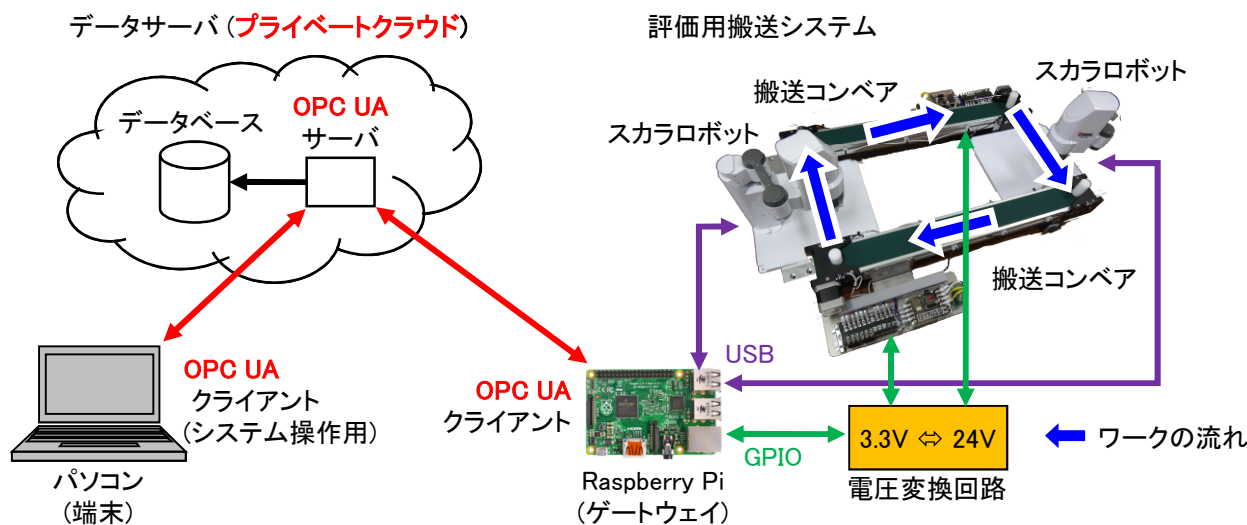 データサーバ (プライベートクラウド)
OPC UA
サーバ
データベース
評価用搬送システム
スカラロボット
搬送コンベア
スカラロボット
搬送コンベア
USB
OPC UA
クライアント
(システム操作用)
パソコン
(端末)
OPC UA
クライアント
Raspberry Pi
(ゲートウェイ)
GPIO
3.3V ⇔ 24V
電圧変換回路
ワークの流れ